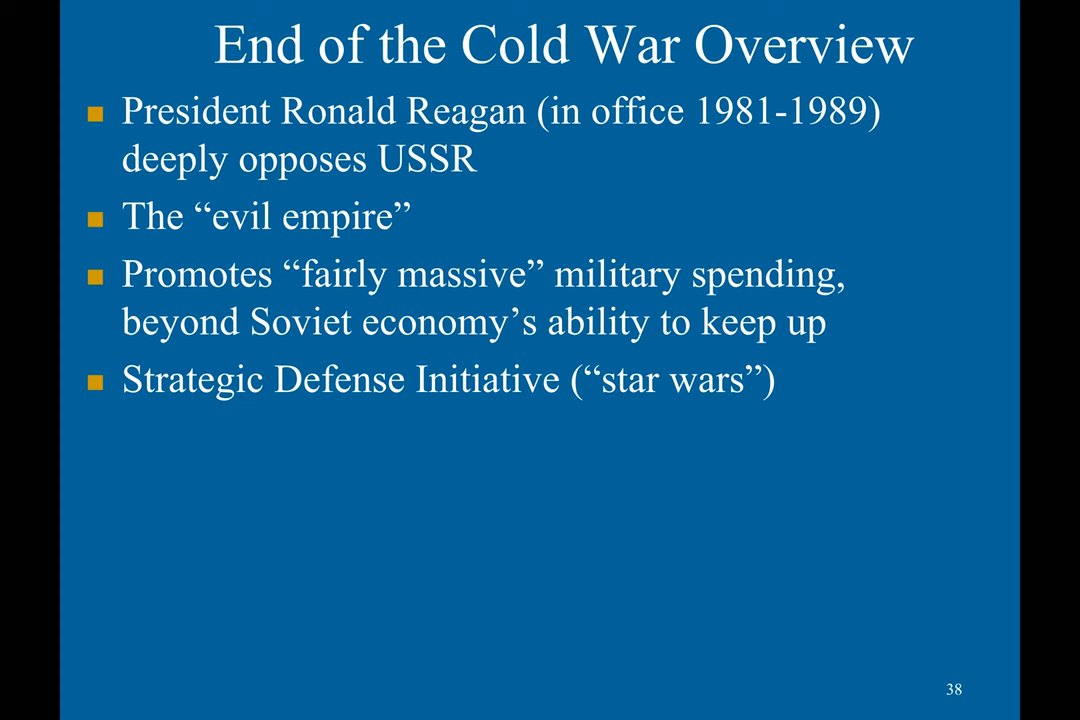 End of the Cold War Overview
President Ronald Reagan (in office 1981-1989)
deeply opposes USSR
The “evil empire”
Promotes “fairly massive” military spending,
beyond Soviet economy’s ability to keep up
Strategic Defense Initiative (“star wars”)
38